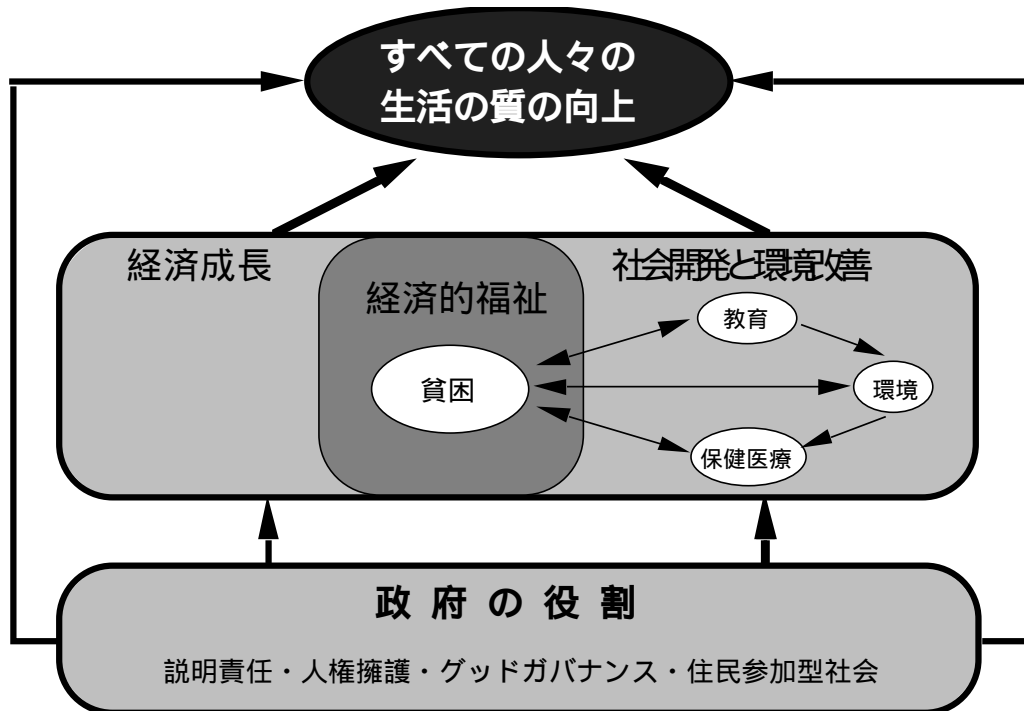 すべての人々の
生活の質の向上
経済成長
社会開発と環境改善
経済的福祉
教育
貧困
環境
保健医療
政府の役割
説明責任・人権擁護・グッドガバナンス・住民参加型社会